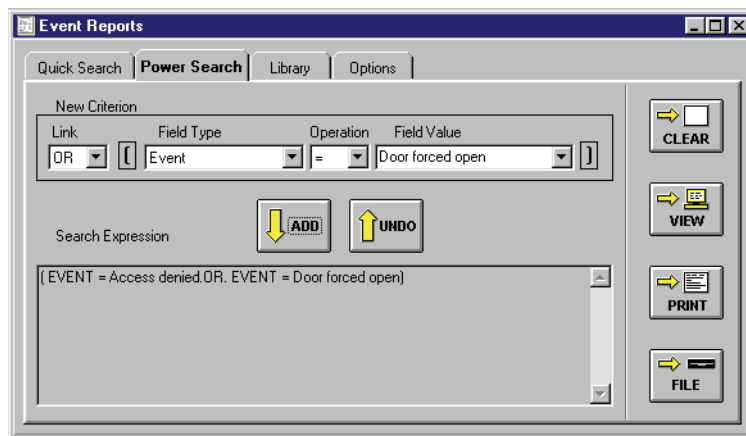 Event Reports
Quick Search Power Search Library Options
New Criterion
Link Field Type Operation Field Value
OR ( Event = Door forced open )
ADD UNDO
Search Expression
( EVENT = Access denied.OR. EVENT = Door forced open)
CLEAR
VIEW
PRINT
FILE